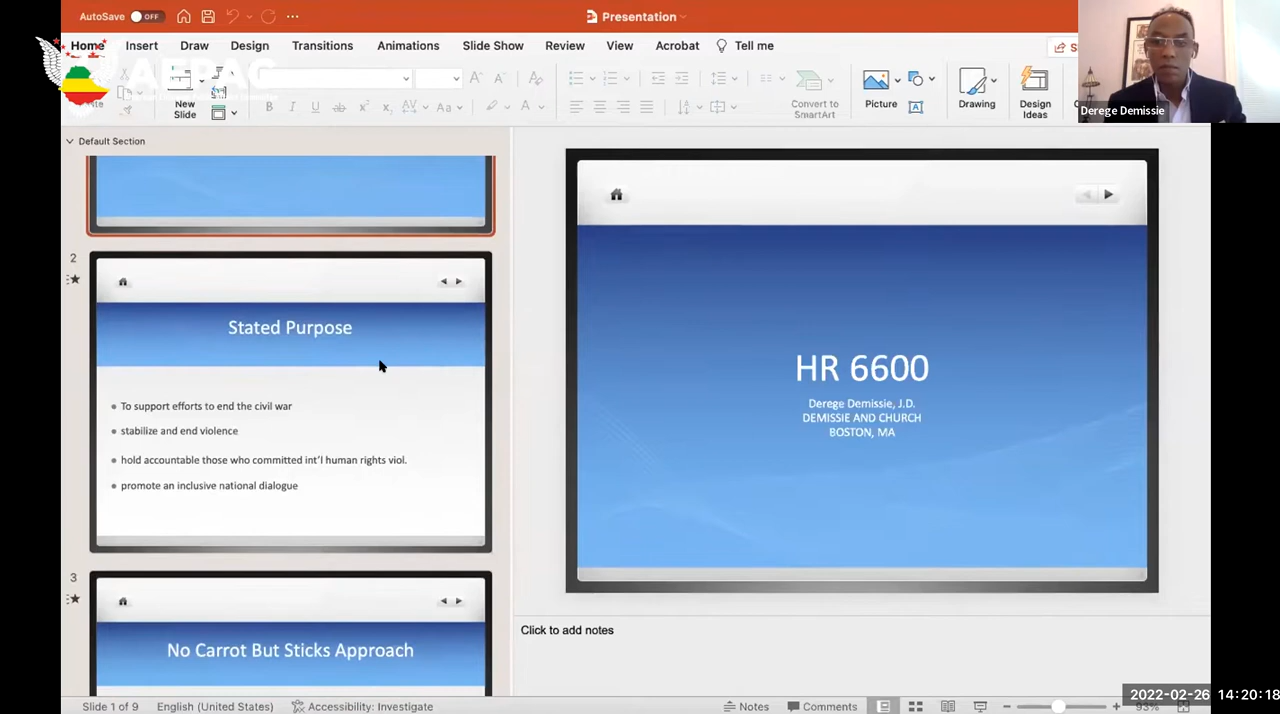 AutoSave OFF
Presentation
Home Insert Draw Design Transitions Animations Slide Show Review View Acrobat Tell me
AEPAC
New
Slide
Convert to
SmartArt
Picture
Drawing
Design
Ideas
Derege Demissie
Default Section
2
Stated Purpose
To support efforts to end the civil war
stabilize and end violence
hold accountable those who committed int'l human rights viol.
promote an inclusive national dialogue
3
No Carrot But Sticks Approach
HR 6600
Derege Demissie, J.D.
DEMISSIE AND CHURCH
BOSTON, MA
Click to add notes
2022-02-26 14:20:18
Slide 1 of 9 English (United States) Accessibility: Investigate Notes Comments 93%